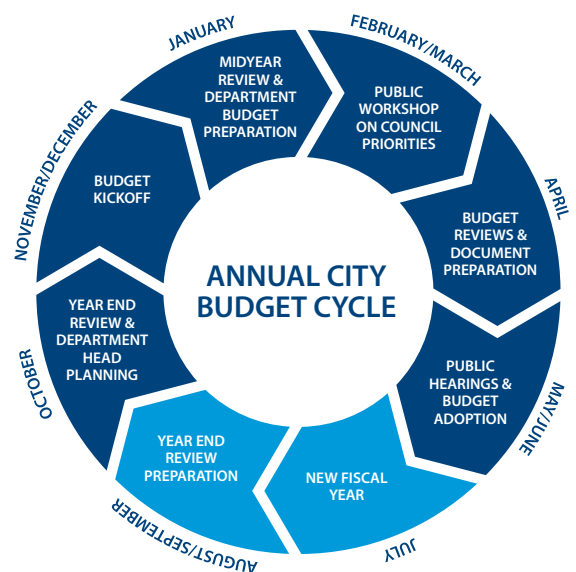 ANNUAL CITY
BUDGET CYCLE
JANUARY
MIDYEAR
REVIEW &
DEPARTMENT
BUDGET
PREPARATION
FEBRUARY/MARCH
PUBLIC
WORKSHOP
ON COUNCIL
PRIORITIES
APRIL
BUDGET
REVIEWS &
DOCUMENT
PREPARATION
MAY/JUNE
PUBLIC
HEARINGS &
BUDGET
ADOPTION
JULY
NEW FISCAL
YEAR
AUGUST/SEPTEMBER
YEAR END
REVIEW
PREPARATION
OCTOBER
YEAR END
REVIEW &
DEPARTMENT
HEAD
PLANNING
NOVEMBER/DECEMBER
BUDGET
KICKOFF